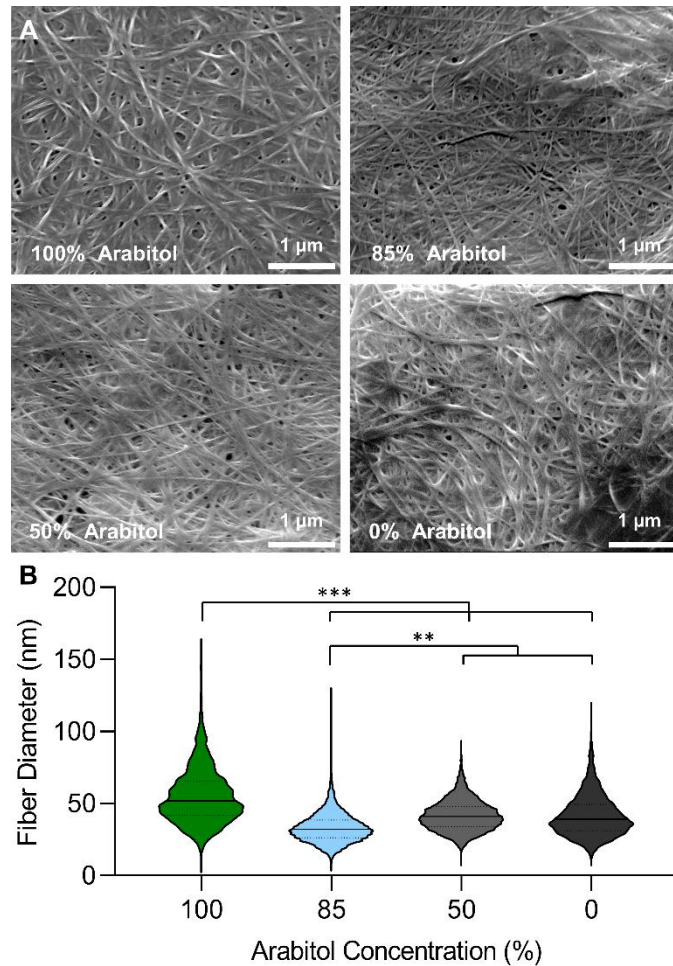 A
100% Arabitol
1 µm
85% Arabitol
1 µm
50% Arabitol
1 µm
0% Arabitol
1 µm
B
200
150
100
50
0
Fiber Diameter (nm)
***
**
100
85
50
0
Arabitol Concentration (%)